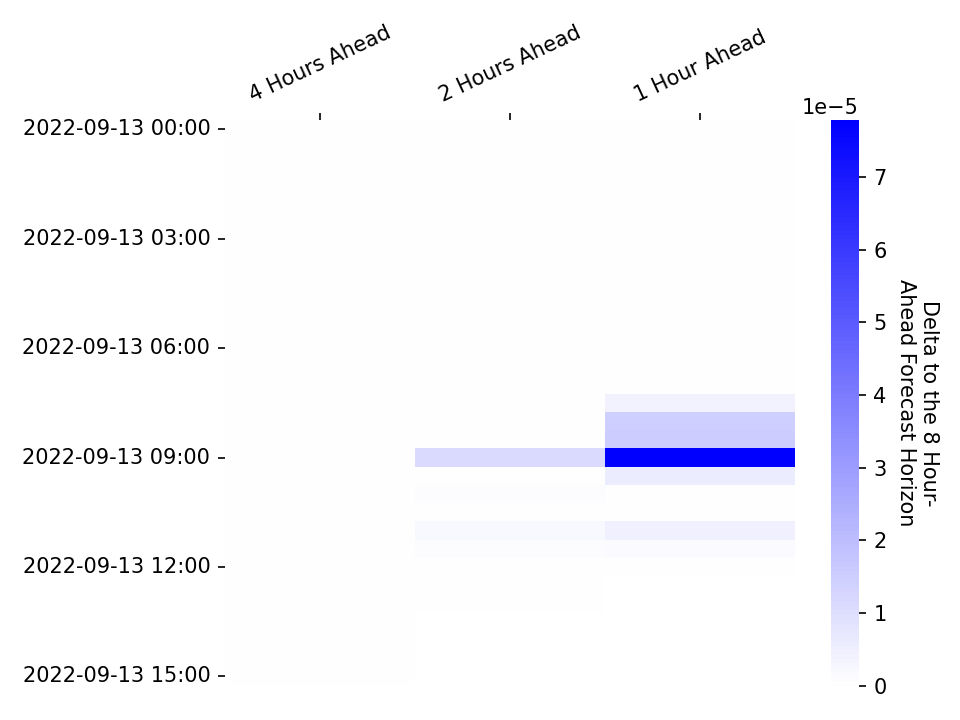 4 Hours Ahead
2 Hours Ahead
1 Hour Ahead
1e−5
2022-09-13 00:00
2022-09-13 03:00
2022-09-13 06:00
2022-09-13 09:00
2022-09-13 12:00
2022-09-13 15:00
7
6
5
4
3
2
1
0
Delta to the 8 Hour-
Ahead Forecast Horizon